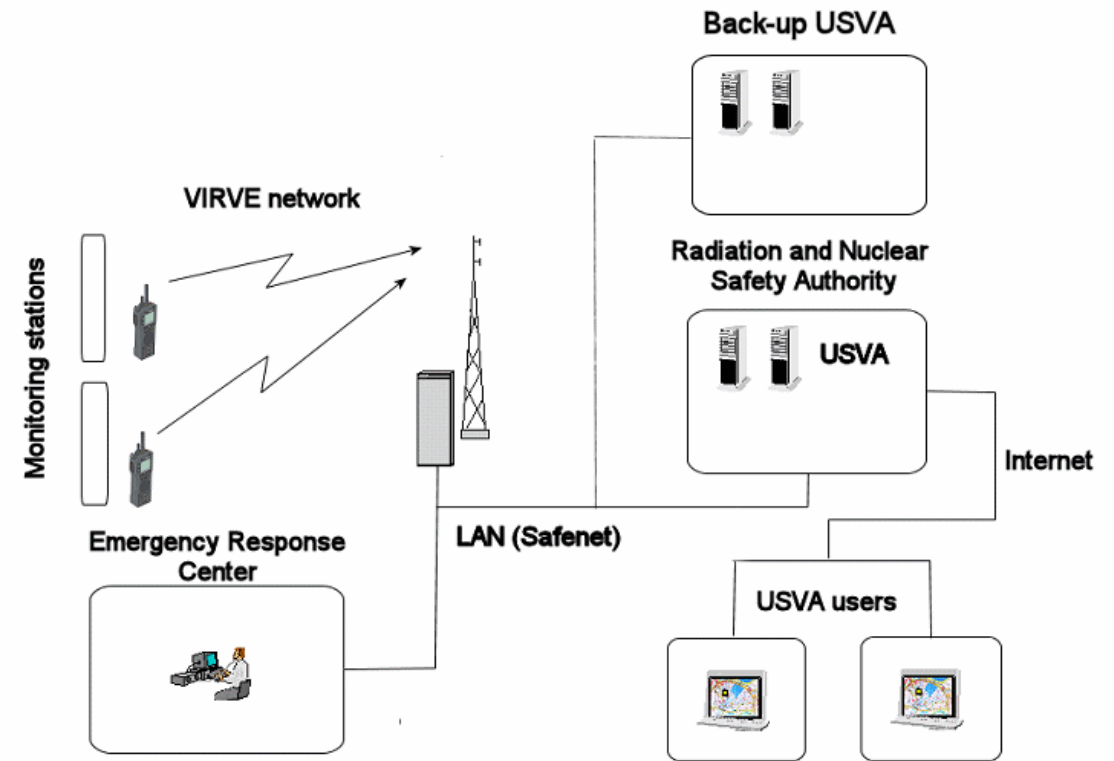 Back-up USVA
VIRVE network
Monitoring stations
Radiation and Nuclear
Safety Authority
USVA
Internet
LAN (Safenet)
Emergency Response
Center
USVA users